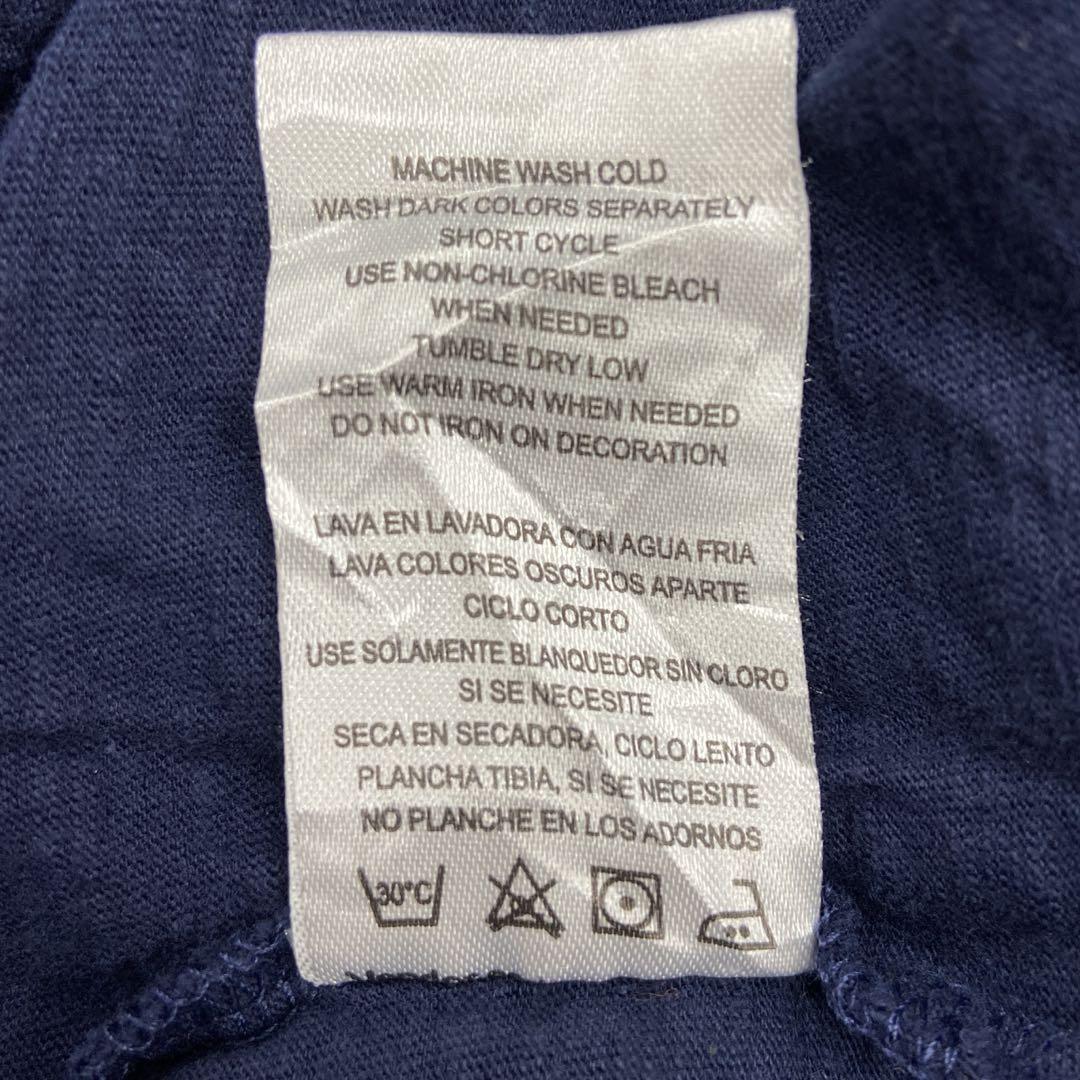 MACHINE WASH COLD
WASH DARK COLORS SEPARATELY
SHORT CYCLE
USE NON-CHLORINE BLEACH
WHEN NEEDED
TUMBLE DRY LOW
USE WARM IRON WHEN NEEDED
DO NOT IRON ON DECORATION
LAVA EN LAVADORA CON AGUA FRIA
LAVA COLORES OSCUROS APARTE
CICLO CORTO
USE SOLAMENTE BLANQUEDOR SIN CLORO
SI SE NECESITE
SECA EN SECADORA, CICLO LENTO
PLANCHA TIBIA, SI SE NECESITE
NO PLANCHE EN LOS ADORNOS
30°C